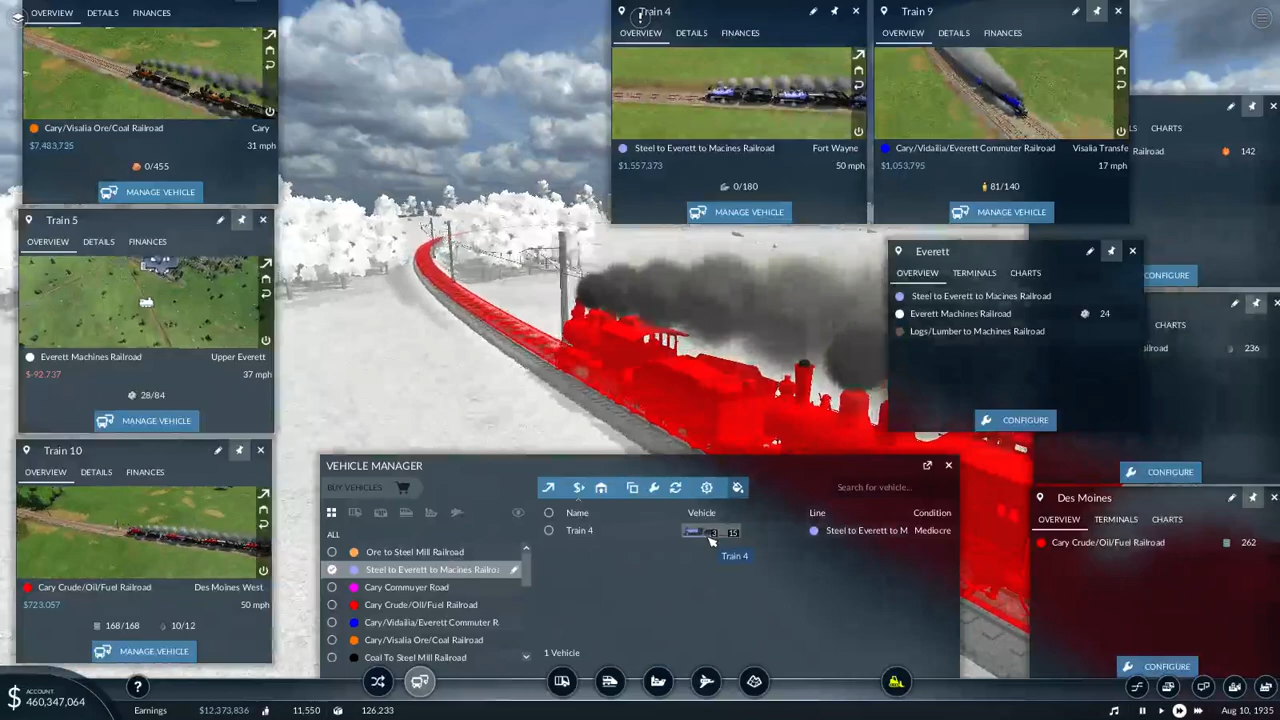 OVERVIEW DETAILS FINANCES
Cary/Visalia Ore/Coal Railroad Cary
$7,483,725 31 mph
0/455
MANAGE VEHICLE
Train 5
OVERVIEW DETAILS FINANCES
Everett Machines Railroad Upper Everett
$-92,737 37 mph
28/84
MANAGE VEHICLE
Train 10
OVERVIEW DETAILS FINANCES
Cary Crude/Oil/Fuel Railroad Des Moines West
$723,057 50 mph
168/168 10/12
MANAGE VEHICLE
Train 4
OVERVIEW DETAILS FINANCES
Steel to Everett to Macines Railroad Fort Wayne
$1,557,373 50 mph
0/180
MANAGE VEHICLE
Train 9
OVERVIEW DETAILS FINANCES
Cary/Vidailia/Everett Commuter Railroad Visalia Transfe
$1,053,795 17 mph
81/140
MANAGE VEHICLE
LS CHARTS
Railroad 142
CONFIGURE
Everett
OVERVIEW TERMINALS CHARTS
Steel to Everett to Macines Railroad
Everett Machines Railroad 24
Logs/Lumber to Machines Railroad
CONFIGURE
CHARTS
ilroad 236
CONFIGURE
Des Moines
OVERVIEW TERMINALS CHARTS
Cary Crude/Oil/Fuel Railroad 262
CONFIGURE
VEHICLE MANAGER
BUY VEHICLES
Search for vehicle...
ALL
Ore to Steel Mill Railroad
Steel to Everett to Macines Railro
Cary Commuyer Road
Cary Crude/Oil/Fuel Railroad
Cary/Vidailia/Everett Commuter R
Cary/Visalia Ore/Coal Railroad
Coal To Steel Mill Railroad
Name Vehicle Line Condition
Train 4 3 15 Steel to Everett to M Mediocre
Train 4
1 Vehicle
$ ACCOUNT
460,347,064
?
Earnings $12,373,836 11,550 126,233 Aug 10, 1935